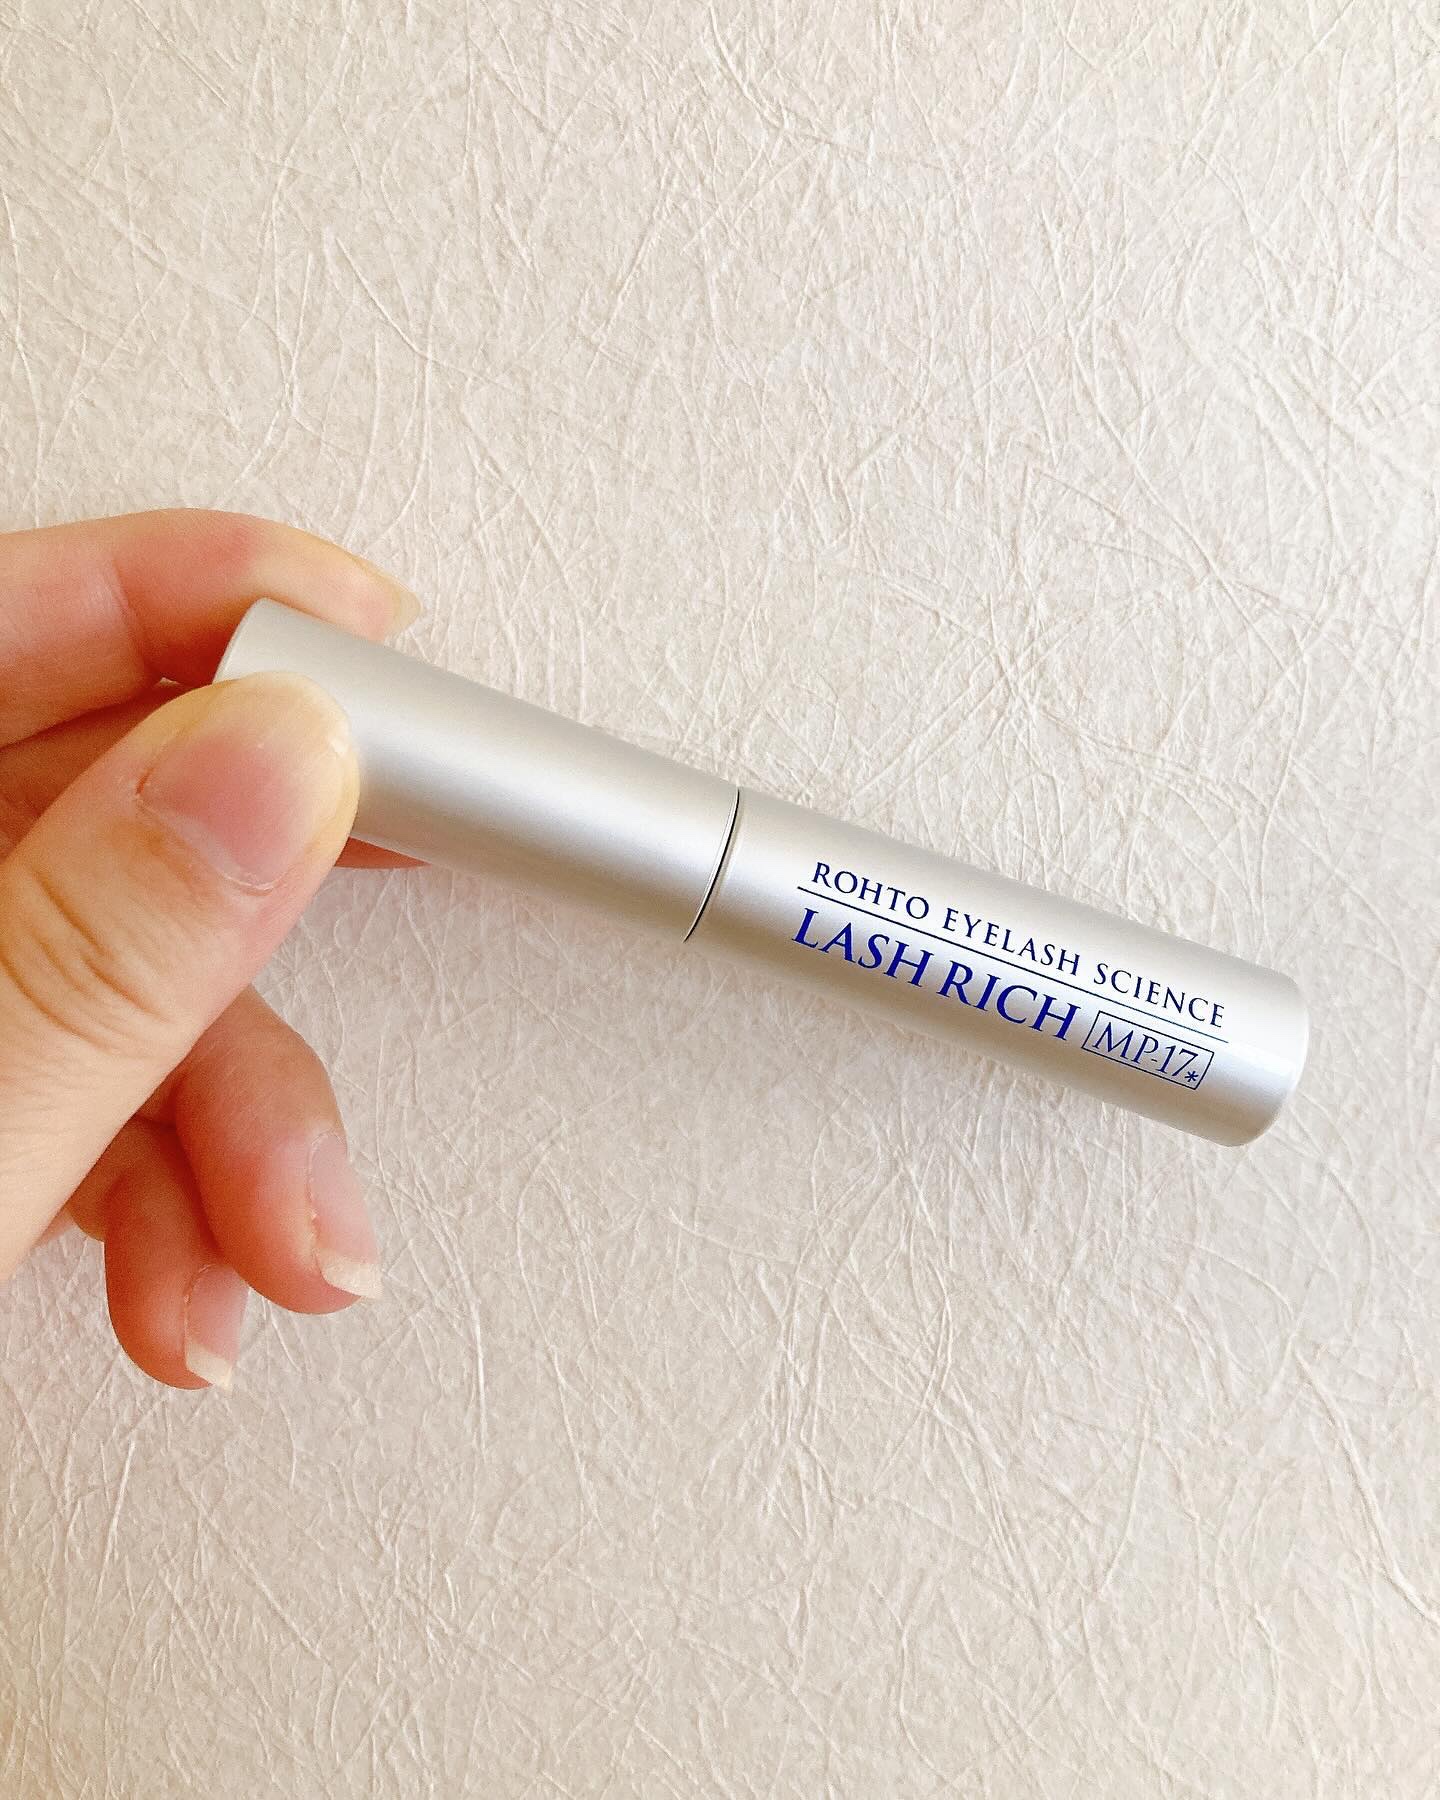 ROHTO EYELASH SCIENCE
LASH RICH MP-17*